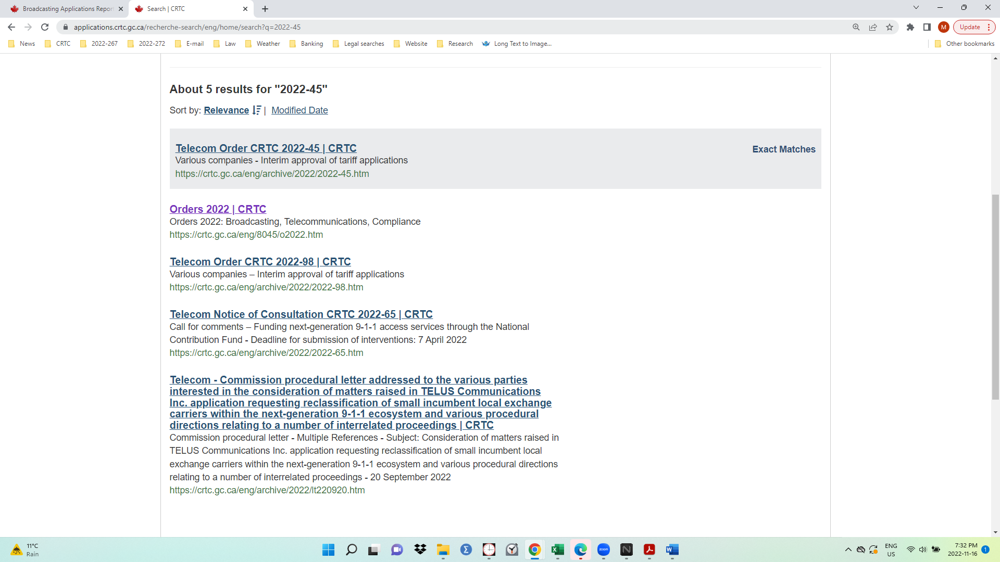 Broadcasting Applications Repor
Search | CRTC
applications.crtc.gc.ca/recherche-search/eng/home/search?q=2022-45
M
Update
News
CRTC
2022-267
2022-272
E-mail
Law
Weather
Banking
Legal searches
Website
Research
Long Text to Image...
Other bookmarks
About 5 results for "2022-45"
Sort by: Relevance | Modified Date
Telecom Order CRTC 2022-45 | CRTC
Exact Matches
Various companies - Interim approval of tariff applications
https://crtc.gc.ca/eng/archive/2022/2022-45.htm
Orders 2022 | CRTC
Orders 2022: Broadcasting, Telecommunications, Compliance
https://crtc.gc.ca/eng/8045/o2022.htm
Telecom Order CRTC 2022-98 | CRTC
Various companies – Interim approval of tariff applications
https://crtc.gc.ca/eng/archive/2022/2022-98.htm
Telecom Notice of Consultation CRTC 2022-65 | CRTC
Call for comments – Funding next-generation 9-1-1 access services through the National
Contribution Fund - Deadline for submission of interventions: 7 April 2022
https://crtc.gc.ca/eng/archive/2022/2022-65.htm
Telecom - Commission procedural letter addressed to the various parties
interested in the consideration of matters raised in TELUS Communications
Inc. application requesting reclassification of small incumbent local exchange
carriers within the next-generation 9-1-1 ecosystem and various procedural
directions relating to a number of interrelated proceedings | CRTC
Commission procedural letter - Multiple References - Subject: Consideration of matters raised in
TELUS Communications Inc. application requesting reclassification of small incumbent local
exchange carriers within the next-generation 9-1-1 ecosystem and various procedural directions
relating to a number of interrelated proceedings - 20 September 2022
https://crtc.gc.ca/eng/archive/2022/lt220920.htm
11°C
Rain
zoom
ENG
US
7:32 PM
2022-11-16
1